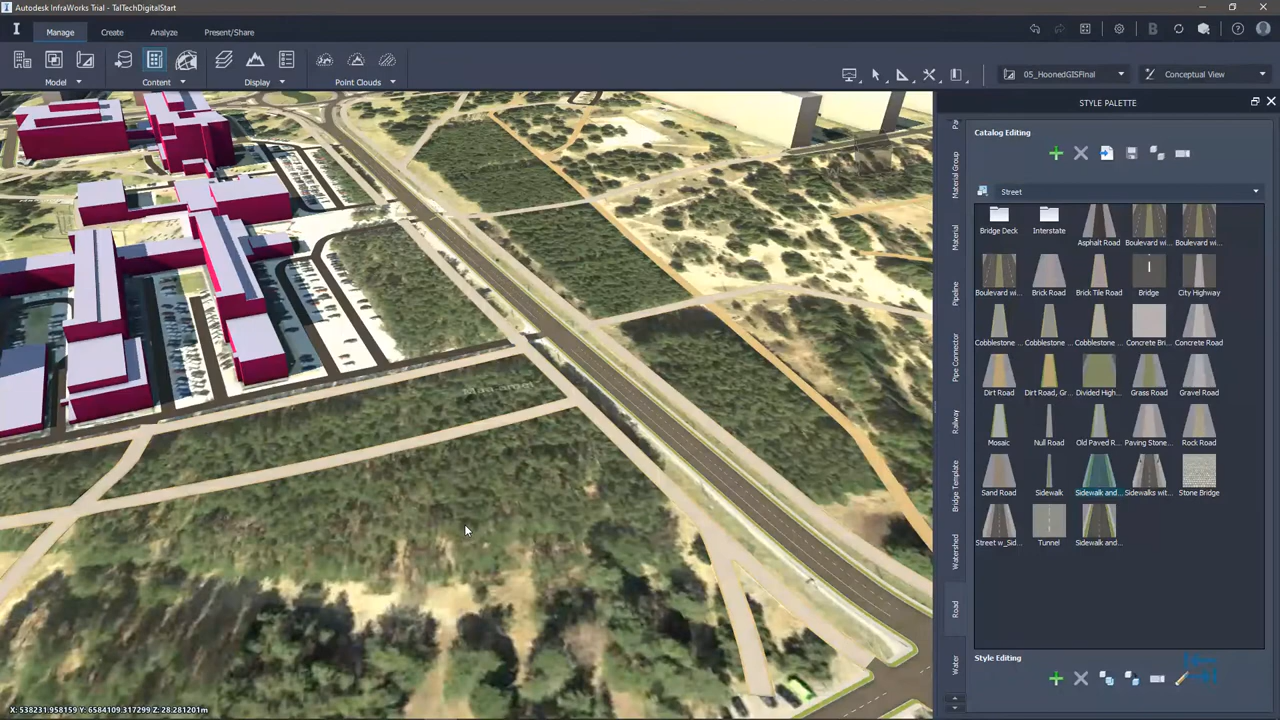 Autodesk InfraWorks Trial - TalTechDigitalStart
Manage Create Analyze Present/Share
Model Content Display Point Clouds
05_HoonedGISFinal Conceptual View
STYLE PALETTE
Catalog Editing
Street
Bridge Deck Interstate Asphalt Road Boulevard wi... Boulevard wi...
Boulevard wi... Brick Road Brick Tile Road Bridge City Highway
Cobblestone ... Cobblestone ... Cobblestone ... Concrete Bri... Concrete Road
Dirt Road Dirt Road, Gr... Divided High... Grass Road Gravel Road
Mosaic Null Road Old Paved R... Paving Stone... Rock Road
Sand Road Sidewalk Sidewalk and... Sidewalks wit... Stone Bridge
Street w_Sid... Tunnel Sidewalk and...
Material Group
Material
Pipeline
Pipe Connector
Railway
Bridge Template
Watershed
Road
Water
Style Editing
X: 538231.958159 Y: 6584109.317299 Z: 28.281201m